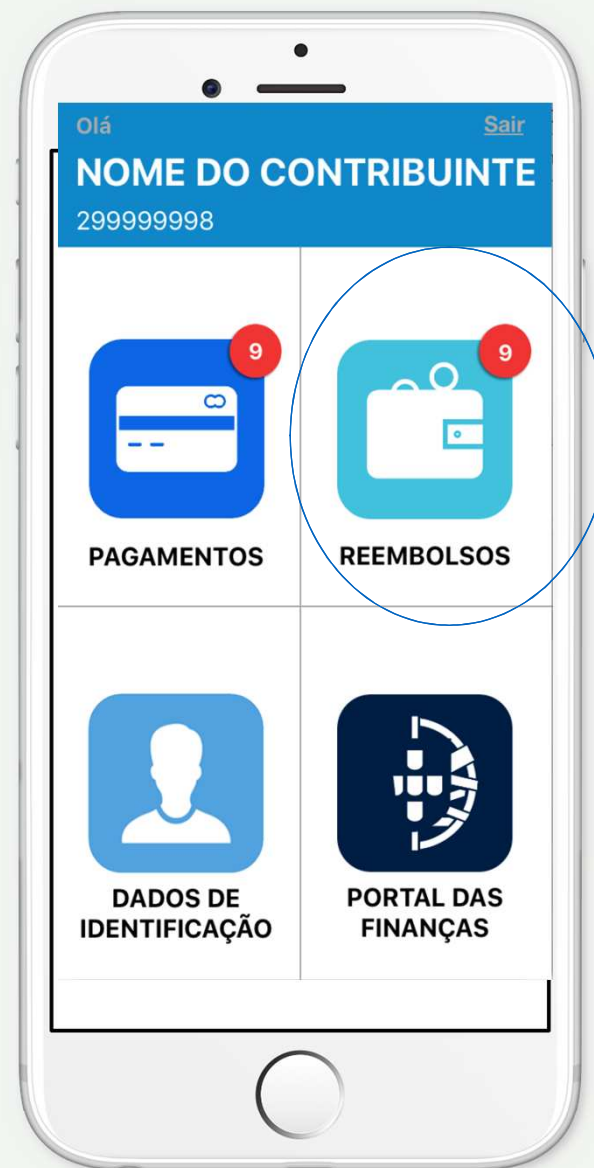 Olá
Sair
NOME DO CONTRIBUINTE
299999998
9
9
PAGAMENTOS
REEMBOLSOS
DADOS DE
IDENTIFICAÇÃO
PORTAL DAS
FINANÇAS